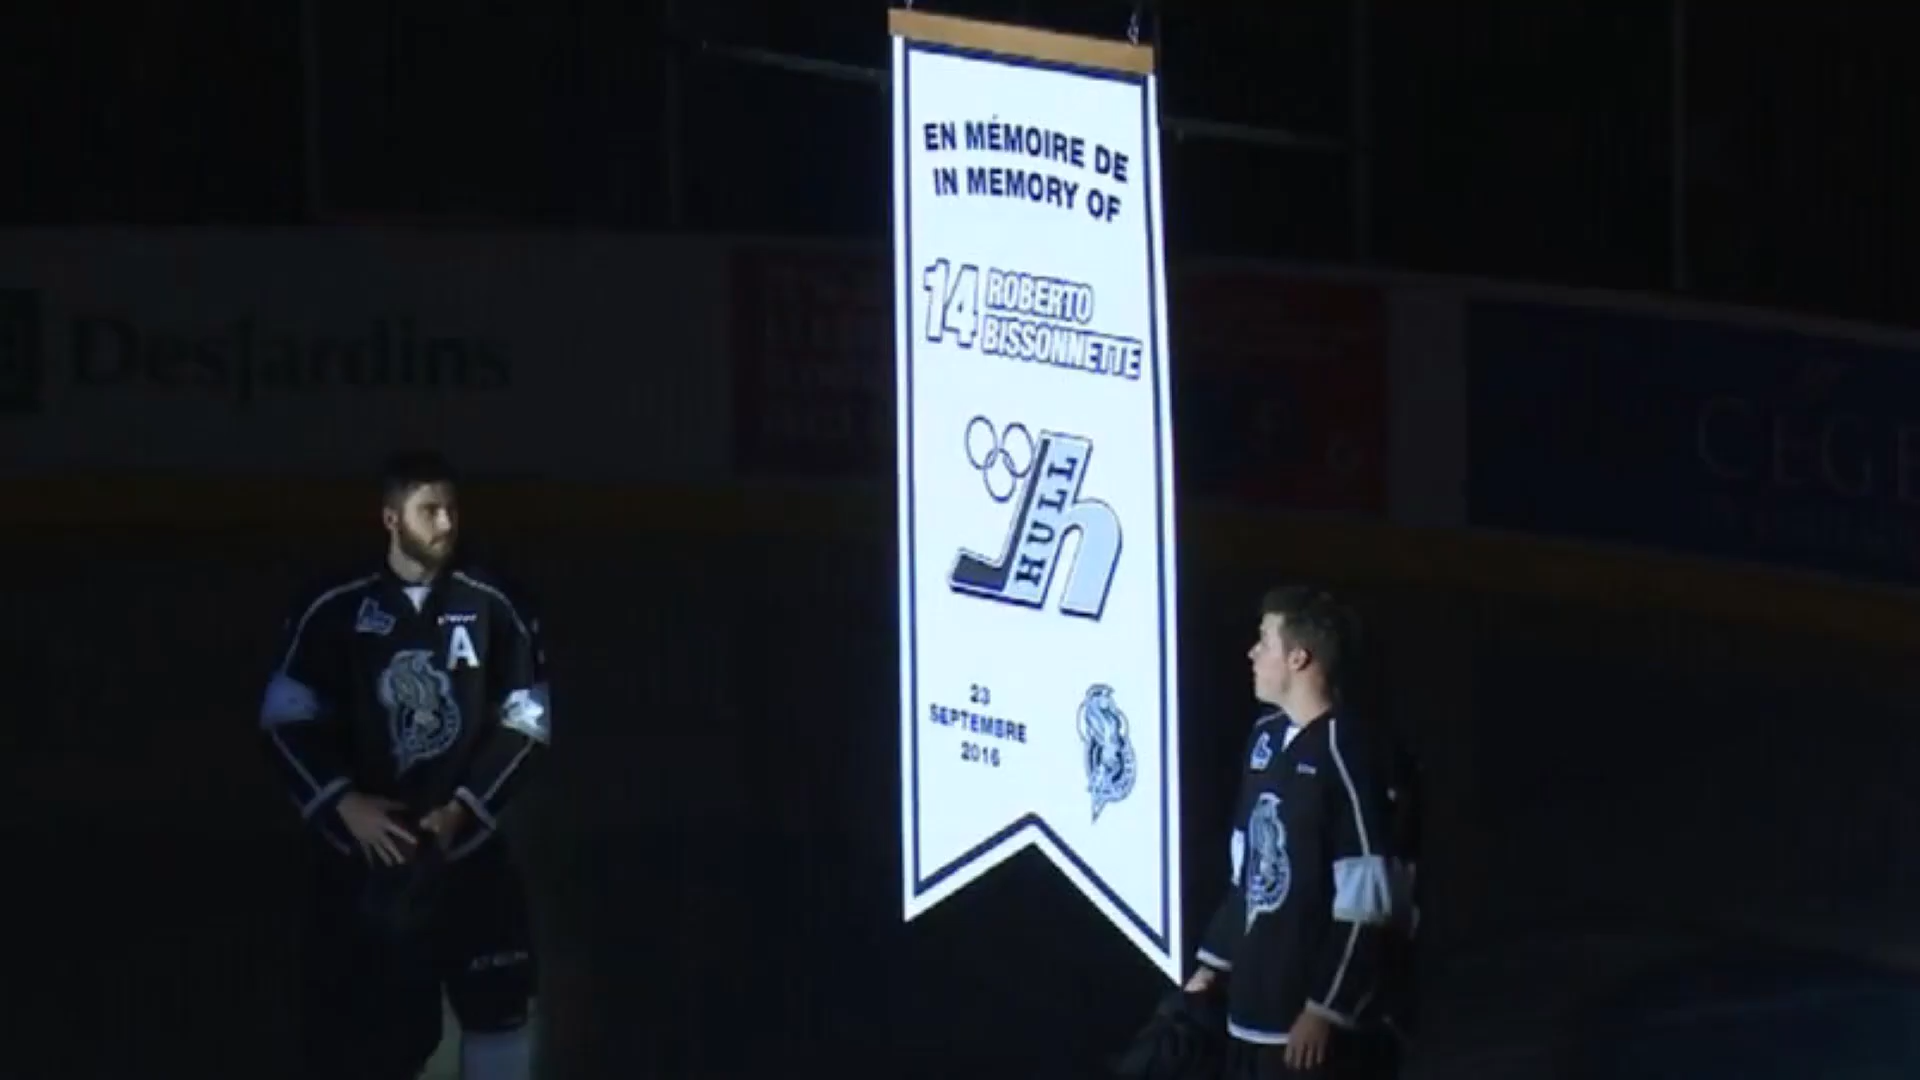 EN MÉMOIRE DE
IN MEMORY OF
14 ROBERTO
BISSONNETTE
HULL
23
SEPTEMBRE
2016
Desjardins
A